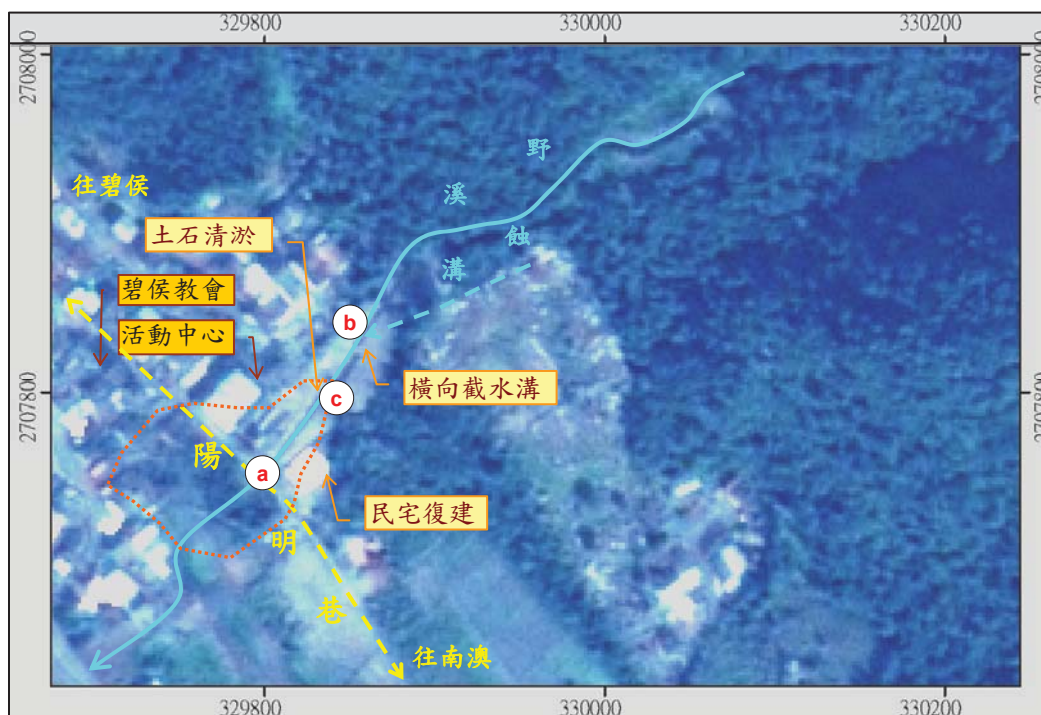 329800
330000
330200
2708000
2708000
野
溪
往碧侯
土石清淤
蝕
溝
碧侯教會
活動中心
b
橫向截水溝
c
2707800
2707800
陽
a
民宅復建
明
巷
往南澳
329800
330000
330200